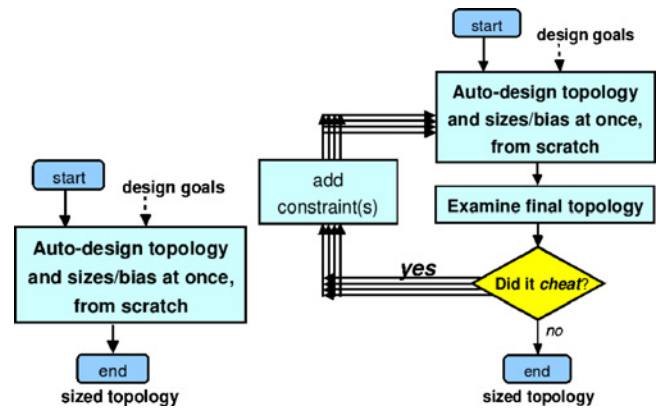 start
design goals
Auto-design topology
and sizes/bias at once,
from scratch
end
sized topology
start
design goals
Auto-design topology
and sizes/bias at once,
from scratch
add
constraint(s)
Examine final topology
yes
Did it cheat?
no
end
sized topology